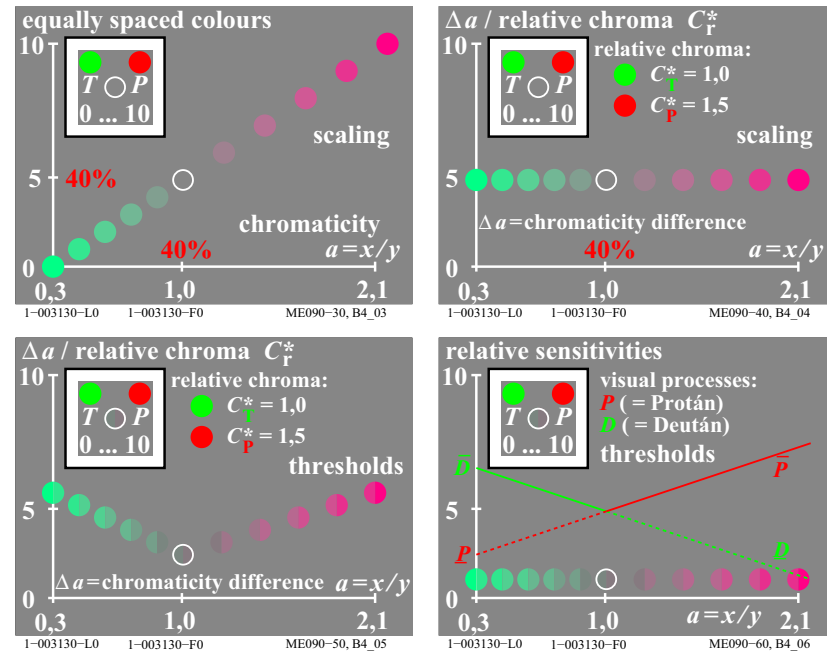 equally spaced colours
10
T P
0 ... 10
scaling
5
40%
chromaticity
40%
a=x/y
0
0,3 1,0 2,1
1-003130-L0 1-003130-F0 ME090-30, B4_03
Δa / relative chroma C*r
10
relative chroma:
C*T = 1,0
C*P = 1,5
T P
0 ... 10
scaling
5
Δa=chromaticity difference
40%
a=x/y
0
0,3 1,0 2,1
1-003130-L0 1-003130-F0 ME090-40, B4_04
Δa / relative chroma C*r
10
relative chroma:
C*T = 1,0
C*P = 1,5
T P
0 ... 10
thresholds
5
Δa=chromaticity difference a=x/y
0
0,3 1,0 2,1
1-003130-L0 1-003130-F0 ME090-50, B4_05
relative sensitivities
10
visual processes:
P (= Protán)
D (= Deután)
T P
0 ... 10
thresholds
D̄ P̄
5
P D
0
a=x/y
0,3 1,0 2,1
1-003130-L0 1-003130-F0 ME090-60, B4_06